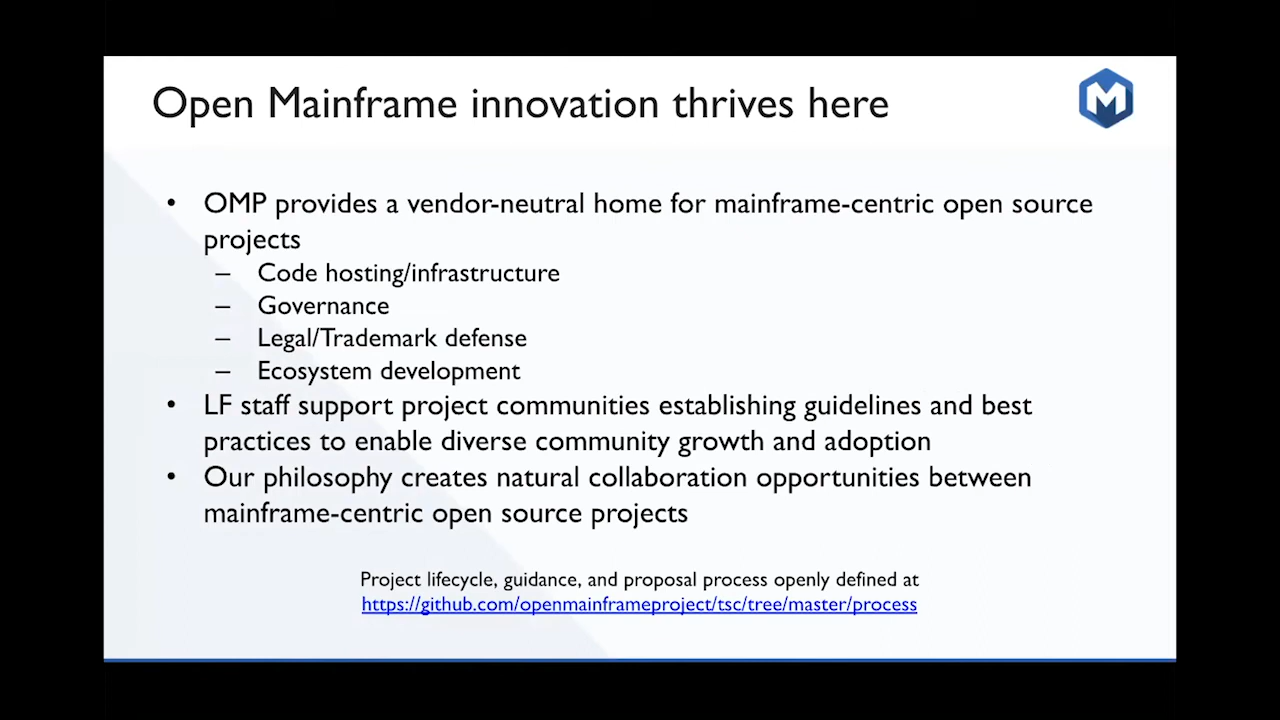 Open Mainframe innovation thrives here
M
• OMP provides a vendor-neutral home for mainframe-centric open source
projects
– Code hosting/infrastructure
– Governance
– Legal/Trademark defense
– Ecosystem development
• LF staff support project communities establishing guidelines and best
practices to enable diverse community growth and adoption
• Our philosophy creates natural collaboration opportunities between
mainframe-centric open source projects
Project lifecycle, guidance, and proposal process openly defined at
https://github.com/openmainframeproject/tsc/tree/master/process